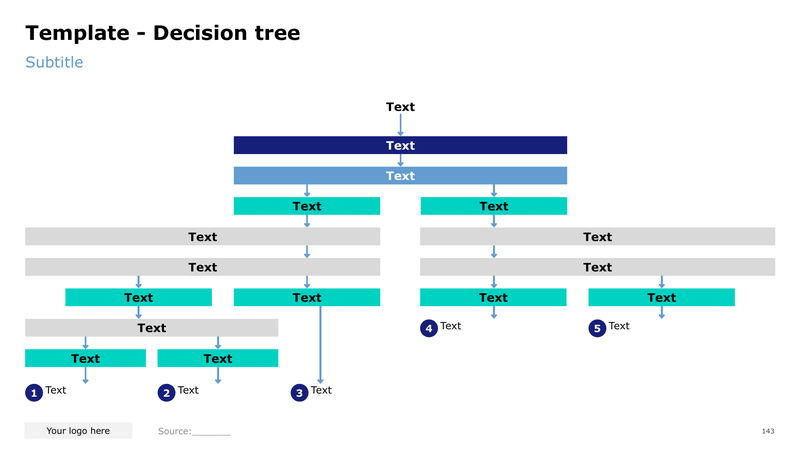 Template – Decision tree
Subtitle
Text
Text
Text
Text Text
Text Text
Text Text
Text Text Text Text
Text
4 Text 5 Text
Text Text
1 Text 2 Text 3 Text
Your logo here Source:_______ 143